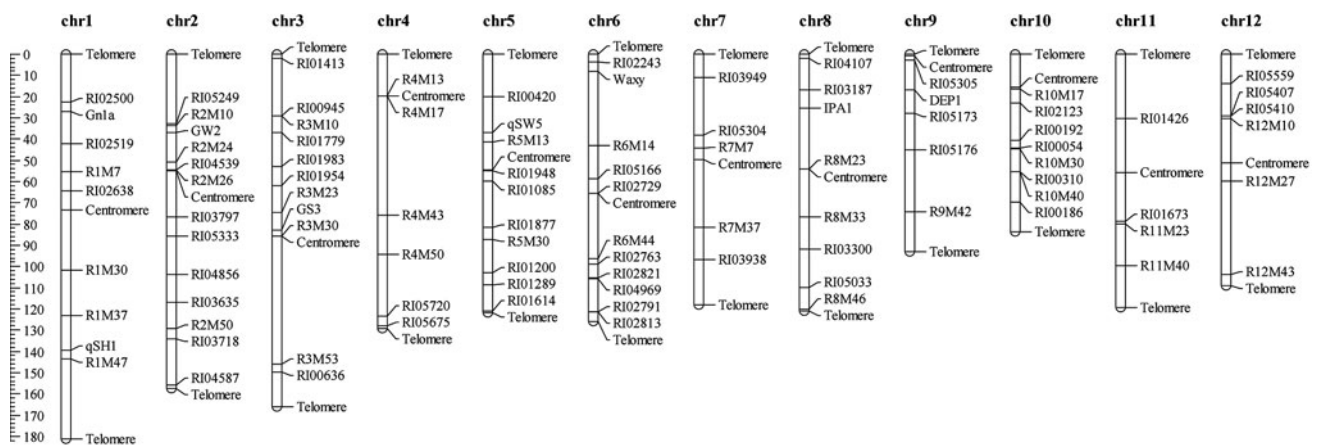 chr1 chr2 chr3 chr4 chr5 chr6 chr7 chr8 chr9 chr10 chr11 chr12
0
10
20
30
40
50
60
70
80
90
100
110
120
130
140
150
160
170
180
Telomere
RI02500
Gn1a
RI02519
R1M7
RI02638
Centromere
R1M30
R1M37
qSH1
R1M47
Telomere
Telomere
RI05249
R2M10
GW2
R2M24
RI04539
R2M26
Centromere
RI03797
RI05333
RI04856
RI03635
R2M50
RI03718
RI04587
Telomere
Telomere
RI01413
RI00945
R3M10
RI01779
RI01983
RI01954
R3M23
GS3
R3M30
Centromere
R3M53
RI00636
Telomere
Telomere
R4M13
Centromere
R4M17
R4M43
R4M50
RI05720
RI05675
Telomere
Telomere
RI00420
qSW5
R5M13
Centromere
RI01948
RI01085
RI01877
R5M30
RI01200
RI01289
RI01614
Telomere
Telomere
RI02243
Waxy
R6M14
RI05166
RI02729
Centromere
R6M44
RI02763
RI02821
RI04969
RI02791
RI02813
Telomere
Telomere
RI03949
RI05304
R7M7
Centromere
R7M37
RI03938
Telomere
Telomere
RI04107
RI03187
IPA1
R8M23
Centromere
R8M33
RI03300
RI05033
R8M46
Telomere
Telomere
Centromere
RI05305
DEP1
RI05173
RI05176
R9M42
Telomere
Telomere
Centromere
R10M17
RI02123
RI00192
RI00054
R10M30
RI00310
R10M40
RI00186
Telomere
Telomere
RI01426
Centromere
RI01673
R11M23
R11M40
Telomere
Telomere
RI05559
RI05407
RI05410
R12M10
Centromere
R12M27
R12M43
Telomere